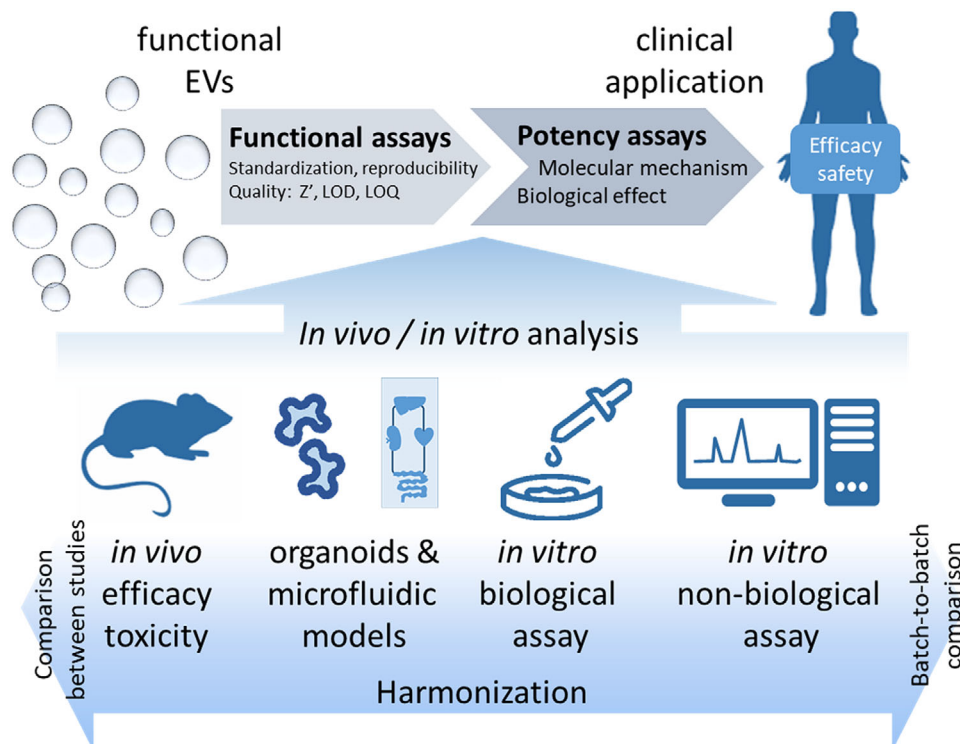 functional
EVs
clinical
application
Functional assays
Standardization, reproducibility
Quality: Z’, LOD, LOQ
Potency assays
Molecular mechanism
Biological effect
Efficacy
safety
In vivo / in vitro analysis
Comparison
between studies
in vivo
efficacy
toxicity
organoids &
microfluidic
models
in vitro
biological
assay
in vitro
non-biological
assay
Batch-to-batch
comparison
Harmonization